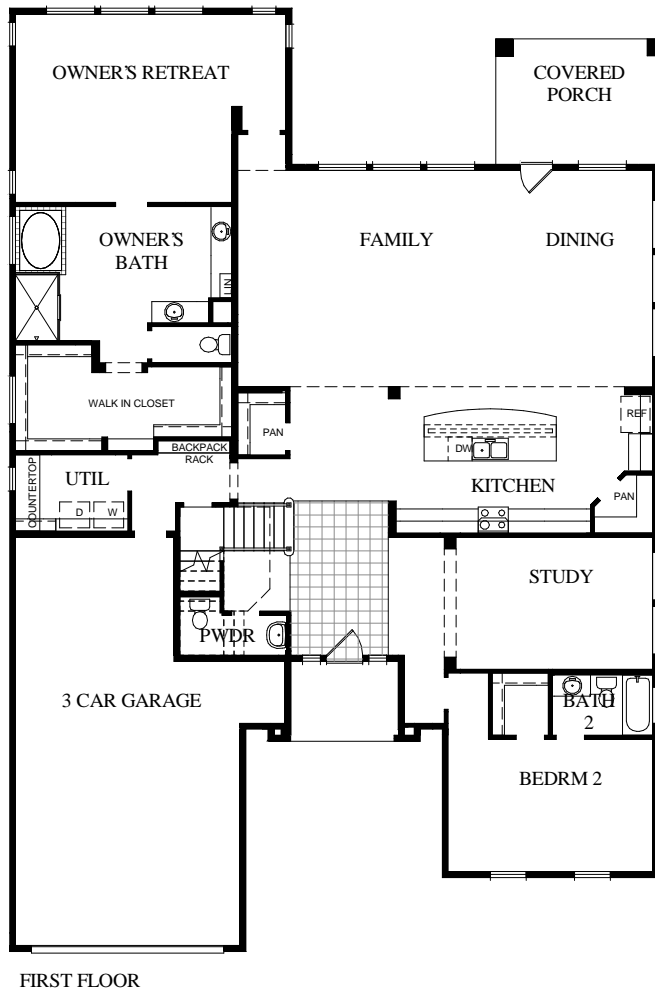 OWNER'S RETREAT
COVERED
PORCH
OWNER'S
BATH
FAMILY
DINING
LIN
WALK IN CLOSET
PAN
REF
BACKPACK
RACK
DW
UTIL
COUNTERTOP
D
W
KITCHEN
PAN
STUDY
PWDR
3 CAR GARAGE
BATH
2
BEDRM 2
FIRST FLOOR